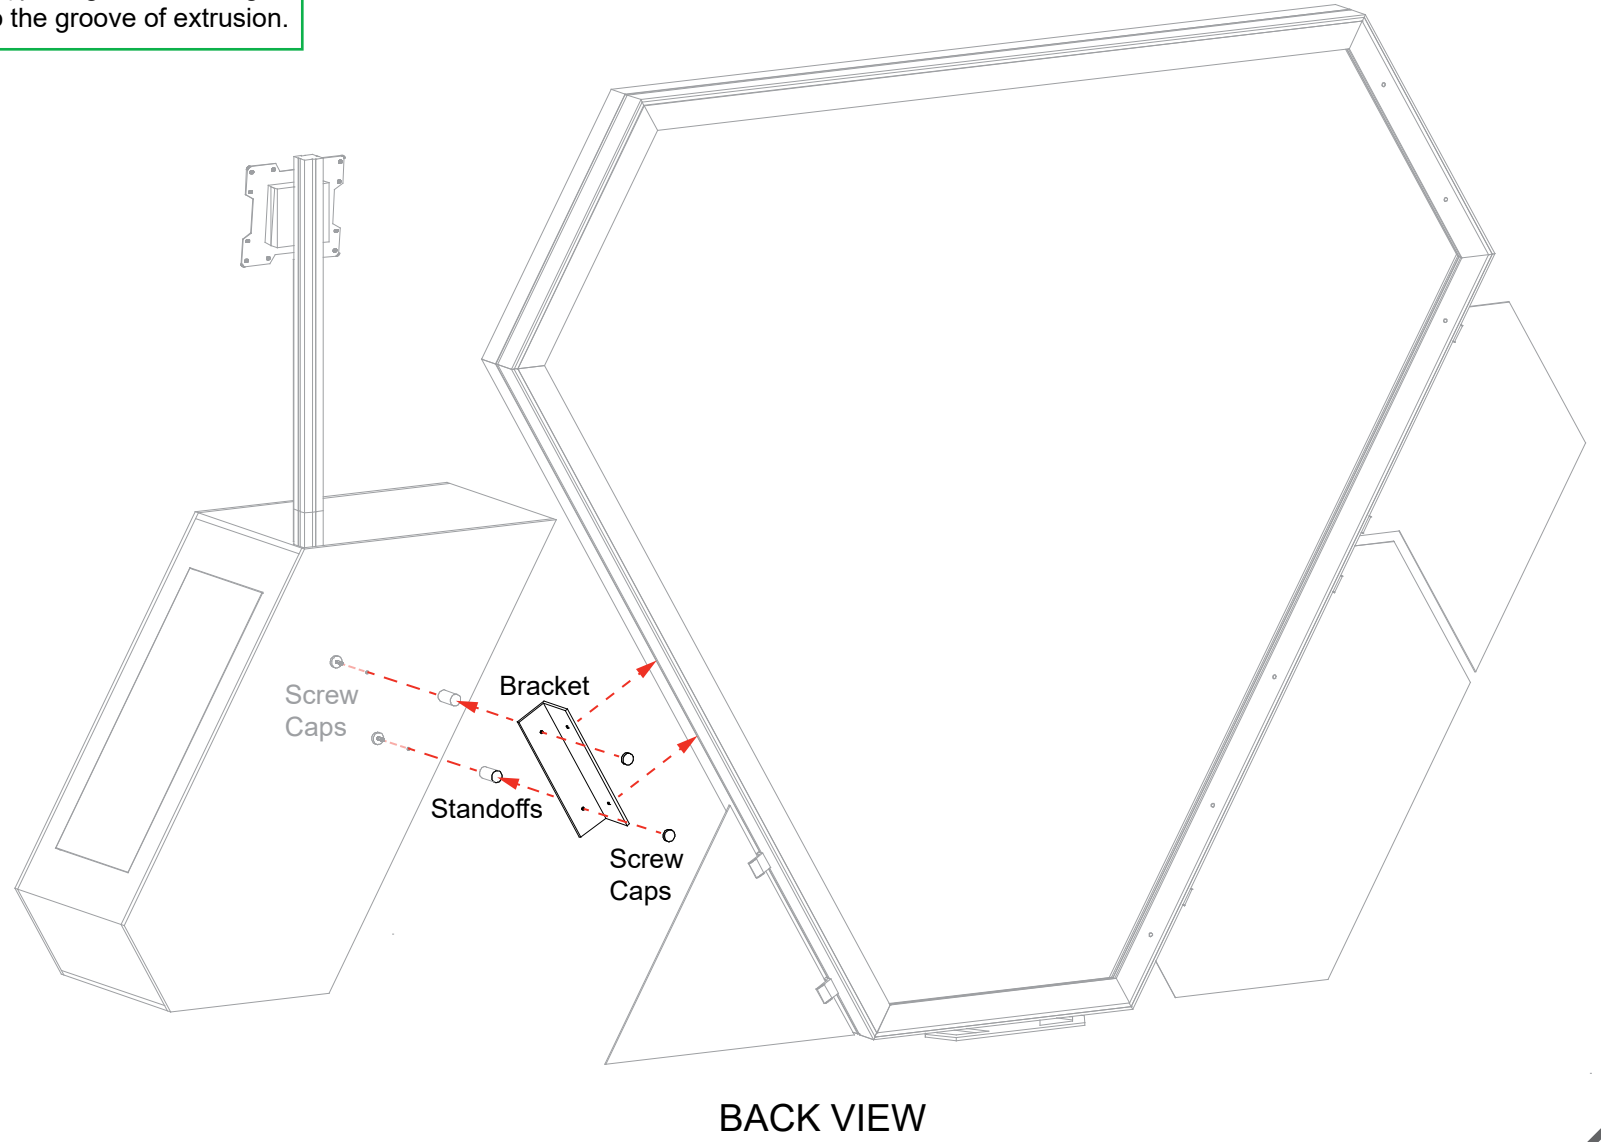 the groove of extrusion.
Bracket
Screw
Caps
Standoffs
Screw
Caps
BACK VIEW